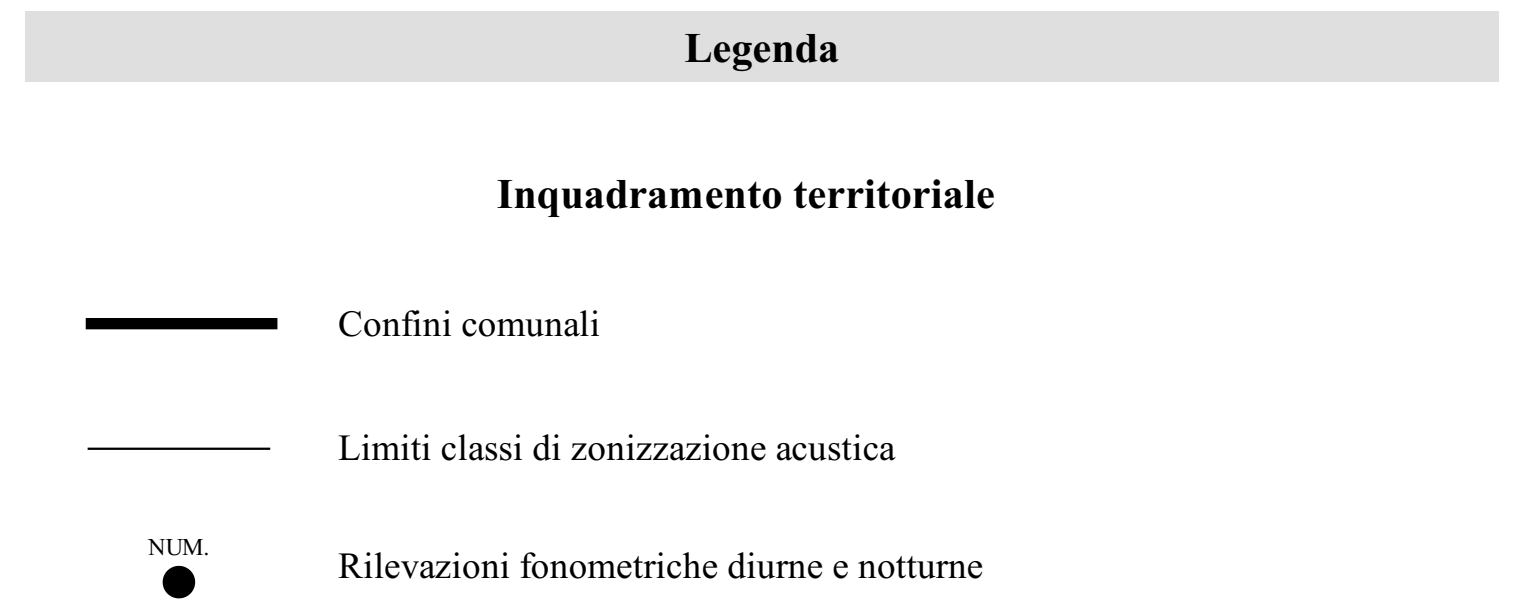 Legenda
Inquadramento territoriale
Confini comunali
Limiti classi di zonizzazione acustica
NUM.
Rilevazioni fonometriche diurne e notturne